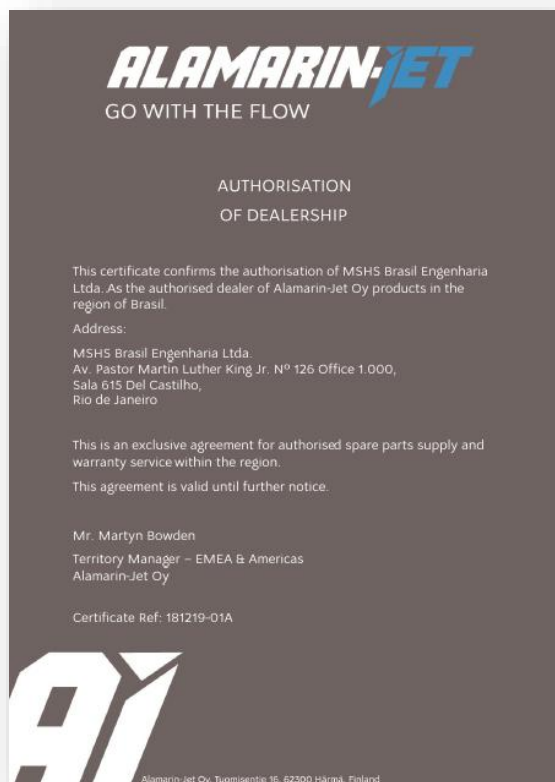 ALAMARIN-JET
GO WITH THE FLOW
AUTHORISATION
OF DEALERSHIP
This certificate confirms the authorisation of MSHS Brasil Engenharia
Ltda. As the authorised dealer of Alamarin-Jet Oy products in the
region of Brasil.
Address:
MSHS Brasil Engenharia Ltda.
Av. Pastor Martin Luther King Jr. Nº 126 Office 1.000,
Sala 615 Del Castilho,
Rio de Janeiro
This is an exclusive agreement for authorised spare parts supply and
warranty service within the region.
This agreement is valid until further notice.
Mr. Martyn Bowden
Territory Manager – EMEA & Americas
Alamarin-Jet Oy
Certificate Ref: 181219-01A
AJ
Alamarin-Jet Oy, Tuomisentie 16, 62300 Härmä, Finland